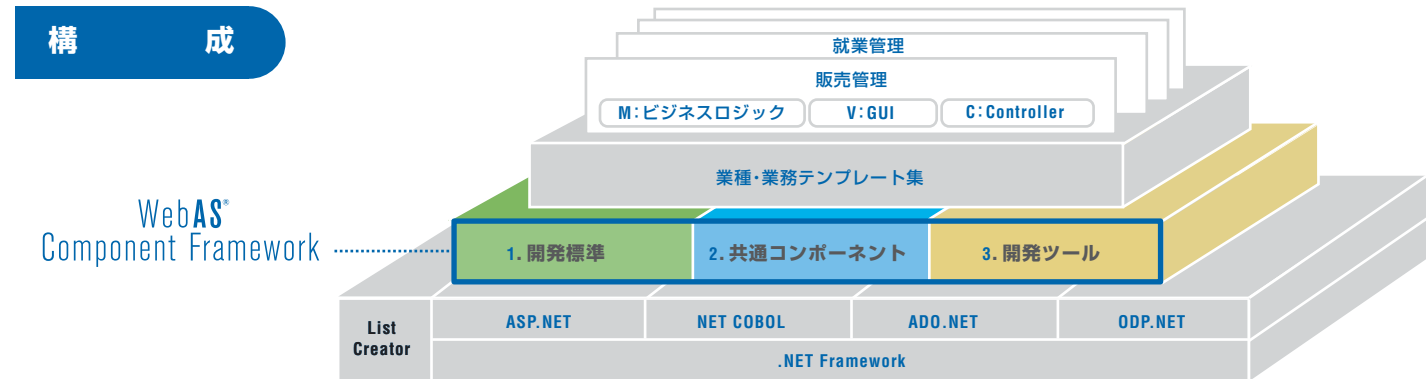 構 成
就業管理
販売管理
M:ビジネスロジック V:GUI C:Controller
業種・業務テンプレート集
WebAS®
Component Framework
1. 開発標準 2. 共通コンポーネント 3. 開発ツール
List
Creator
ASP.NET NET COBOL ADO.NET ODP.NET
.NET Framework